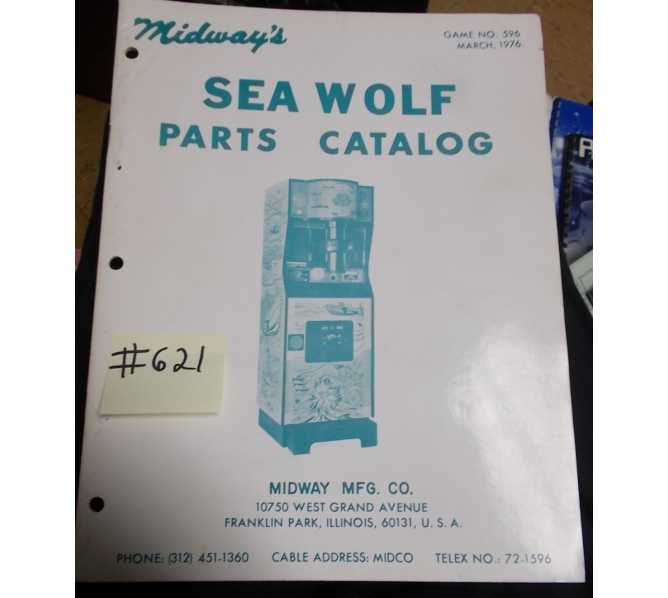 Midway's
GAME NO. 596
MARCH, 1976
SEA WOLF
PARTS CATALOG
#621
MIDWAY MFG. CO.
10750 WEST GRAND AVENUE
FRANKLIN PARK, ILLINOIS, 60131, U. S. A.
PHONE: (312) 451-1360 CABLE ADDRESS: MIDCO TELEX NO.: 72-1596